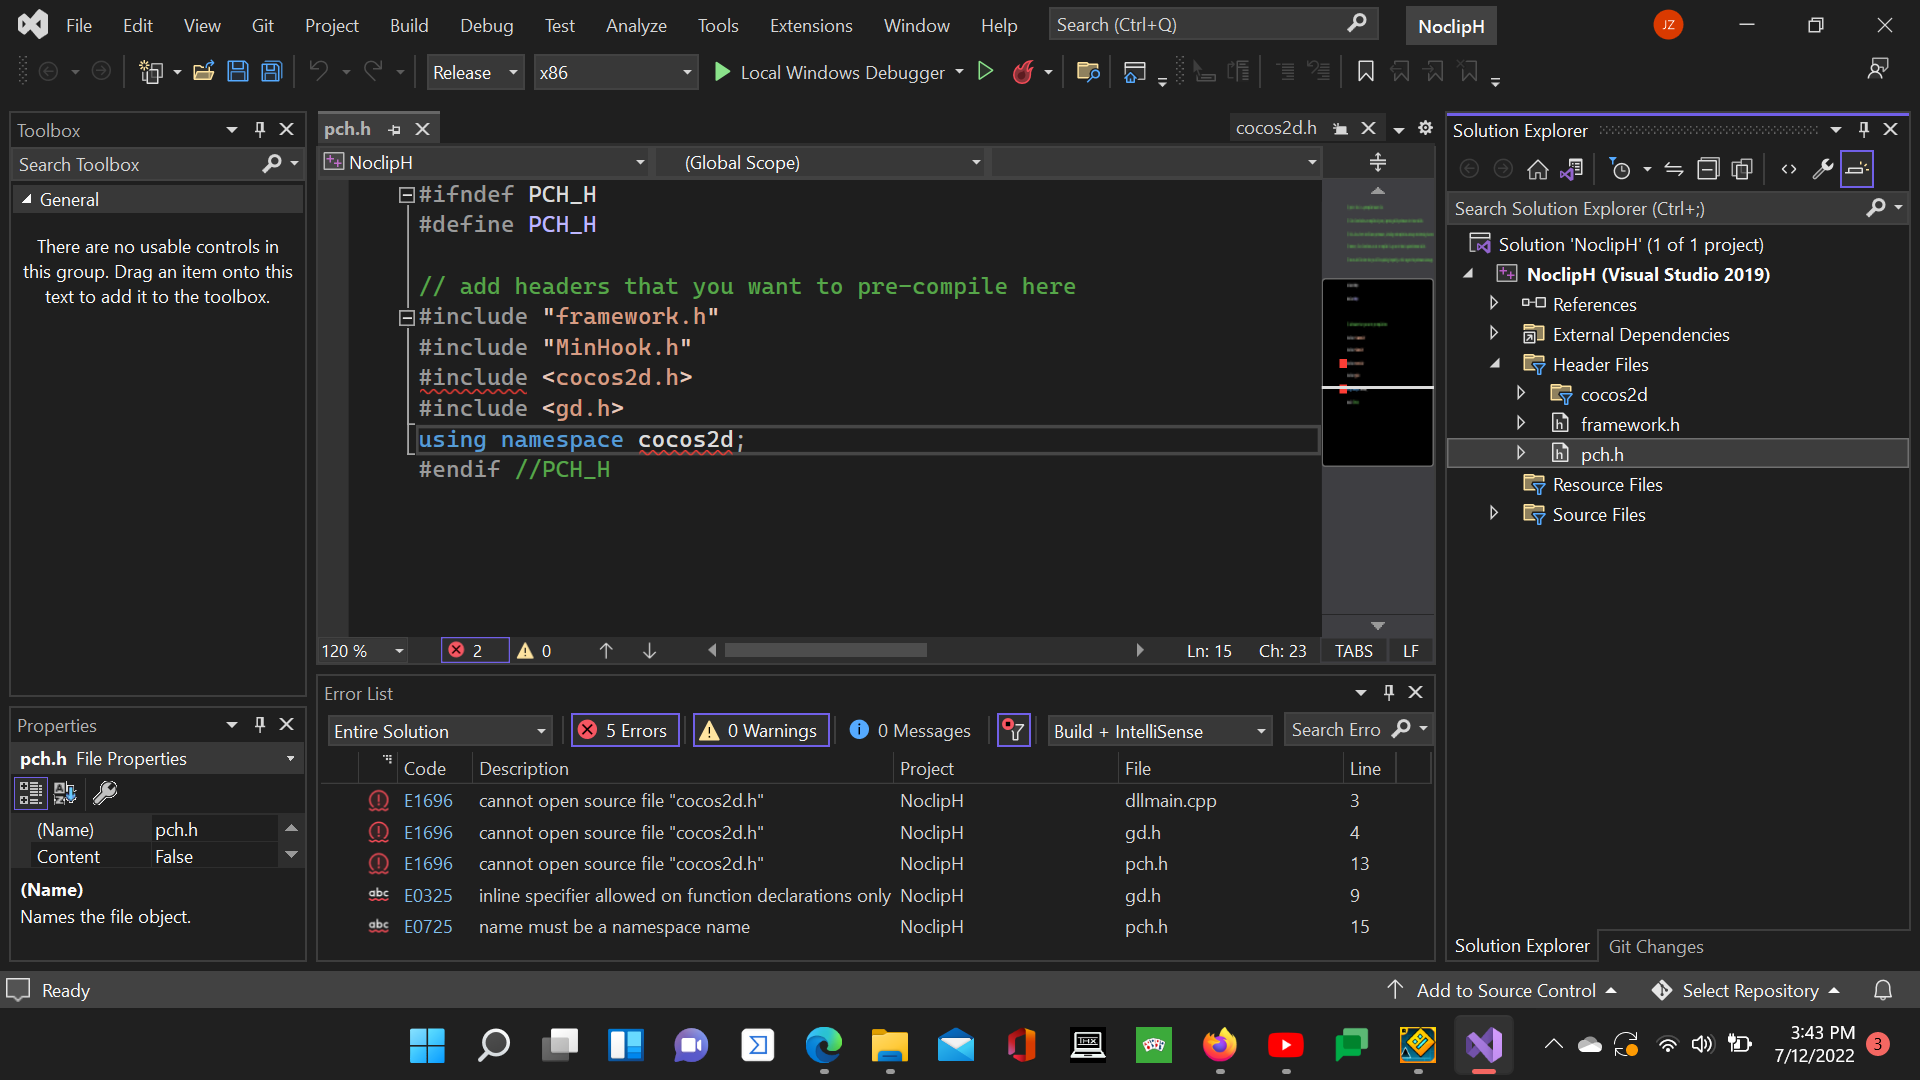 File Edit View Git Project Build Debug Test Analyze Tools Extensions Window Help Search (Ctrl+Q) NoclipH JZ
Release x86 Local Windows Debugger
Toolbox
Search Toolbox
General
There are no usable controls in
this group. Drag an item onto this
text to add it to the toolbox.
pch.h cocos2d.h
NoclipH (Global Scope)
#ifndef PCH_H
#define PCH_H
// add headers that you want to pre-compile here
#include "framework.h"
#include "MinHook.h"
#include <cocos2d.h>
#include <gd.h>
using namespace cocos2d;
#endif //PCH_H
120 % 2 0 Ln: 15 Ch: 23 TABS LF
Solution Explorer
Search Solution Explorer (Ctrl+;)
Solution 'NoclipH' (1 of 1 project)
NoclipH (Visual Studio 2019)
References
External Dependencies
Header Files
cocos2d
framework.h
pch.h
Resource Files
Source Files
Solution Explorer Git Changes
Properties
pch.h File Properties
(Name) pch.h
Content False
(Name)
Names the file object.
Error List
Entire Solution 5 Errors 0 Warnings 0 Messages Build + IntelliSense Search Erro
Code Description Project File Line
E1696 cannot open source file "cocos2d.h" NoclipH dllmain.cpp 3
E1696 cannot open source file "cocos2d.h" NoclipH gd.h 4
E1696 cannot open source file "cocos2d.h" NoclipH pch.h 13
abc E0325 inline specifier allowed on function declarations only NoclipH gd.h 9
abc E0725 name must be a namespace name NoclipH pch.h 15
Ready Add to Source Control Select Repository
THX
3:43 PM
7/12/2022 3